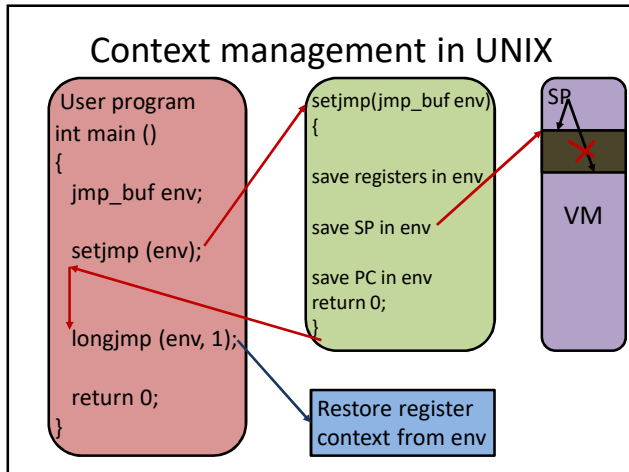 Context management in UNIX
User program
int main ()
{
jmp_buf env;
setjmp (env);
longjmp (env, 1);
return 0;
}
setjmp(jmp_buf env)
{
save registers in env
save SP in env
save PC in env
return 0;
}
Restore register
context from env
SP
VM